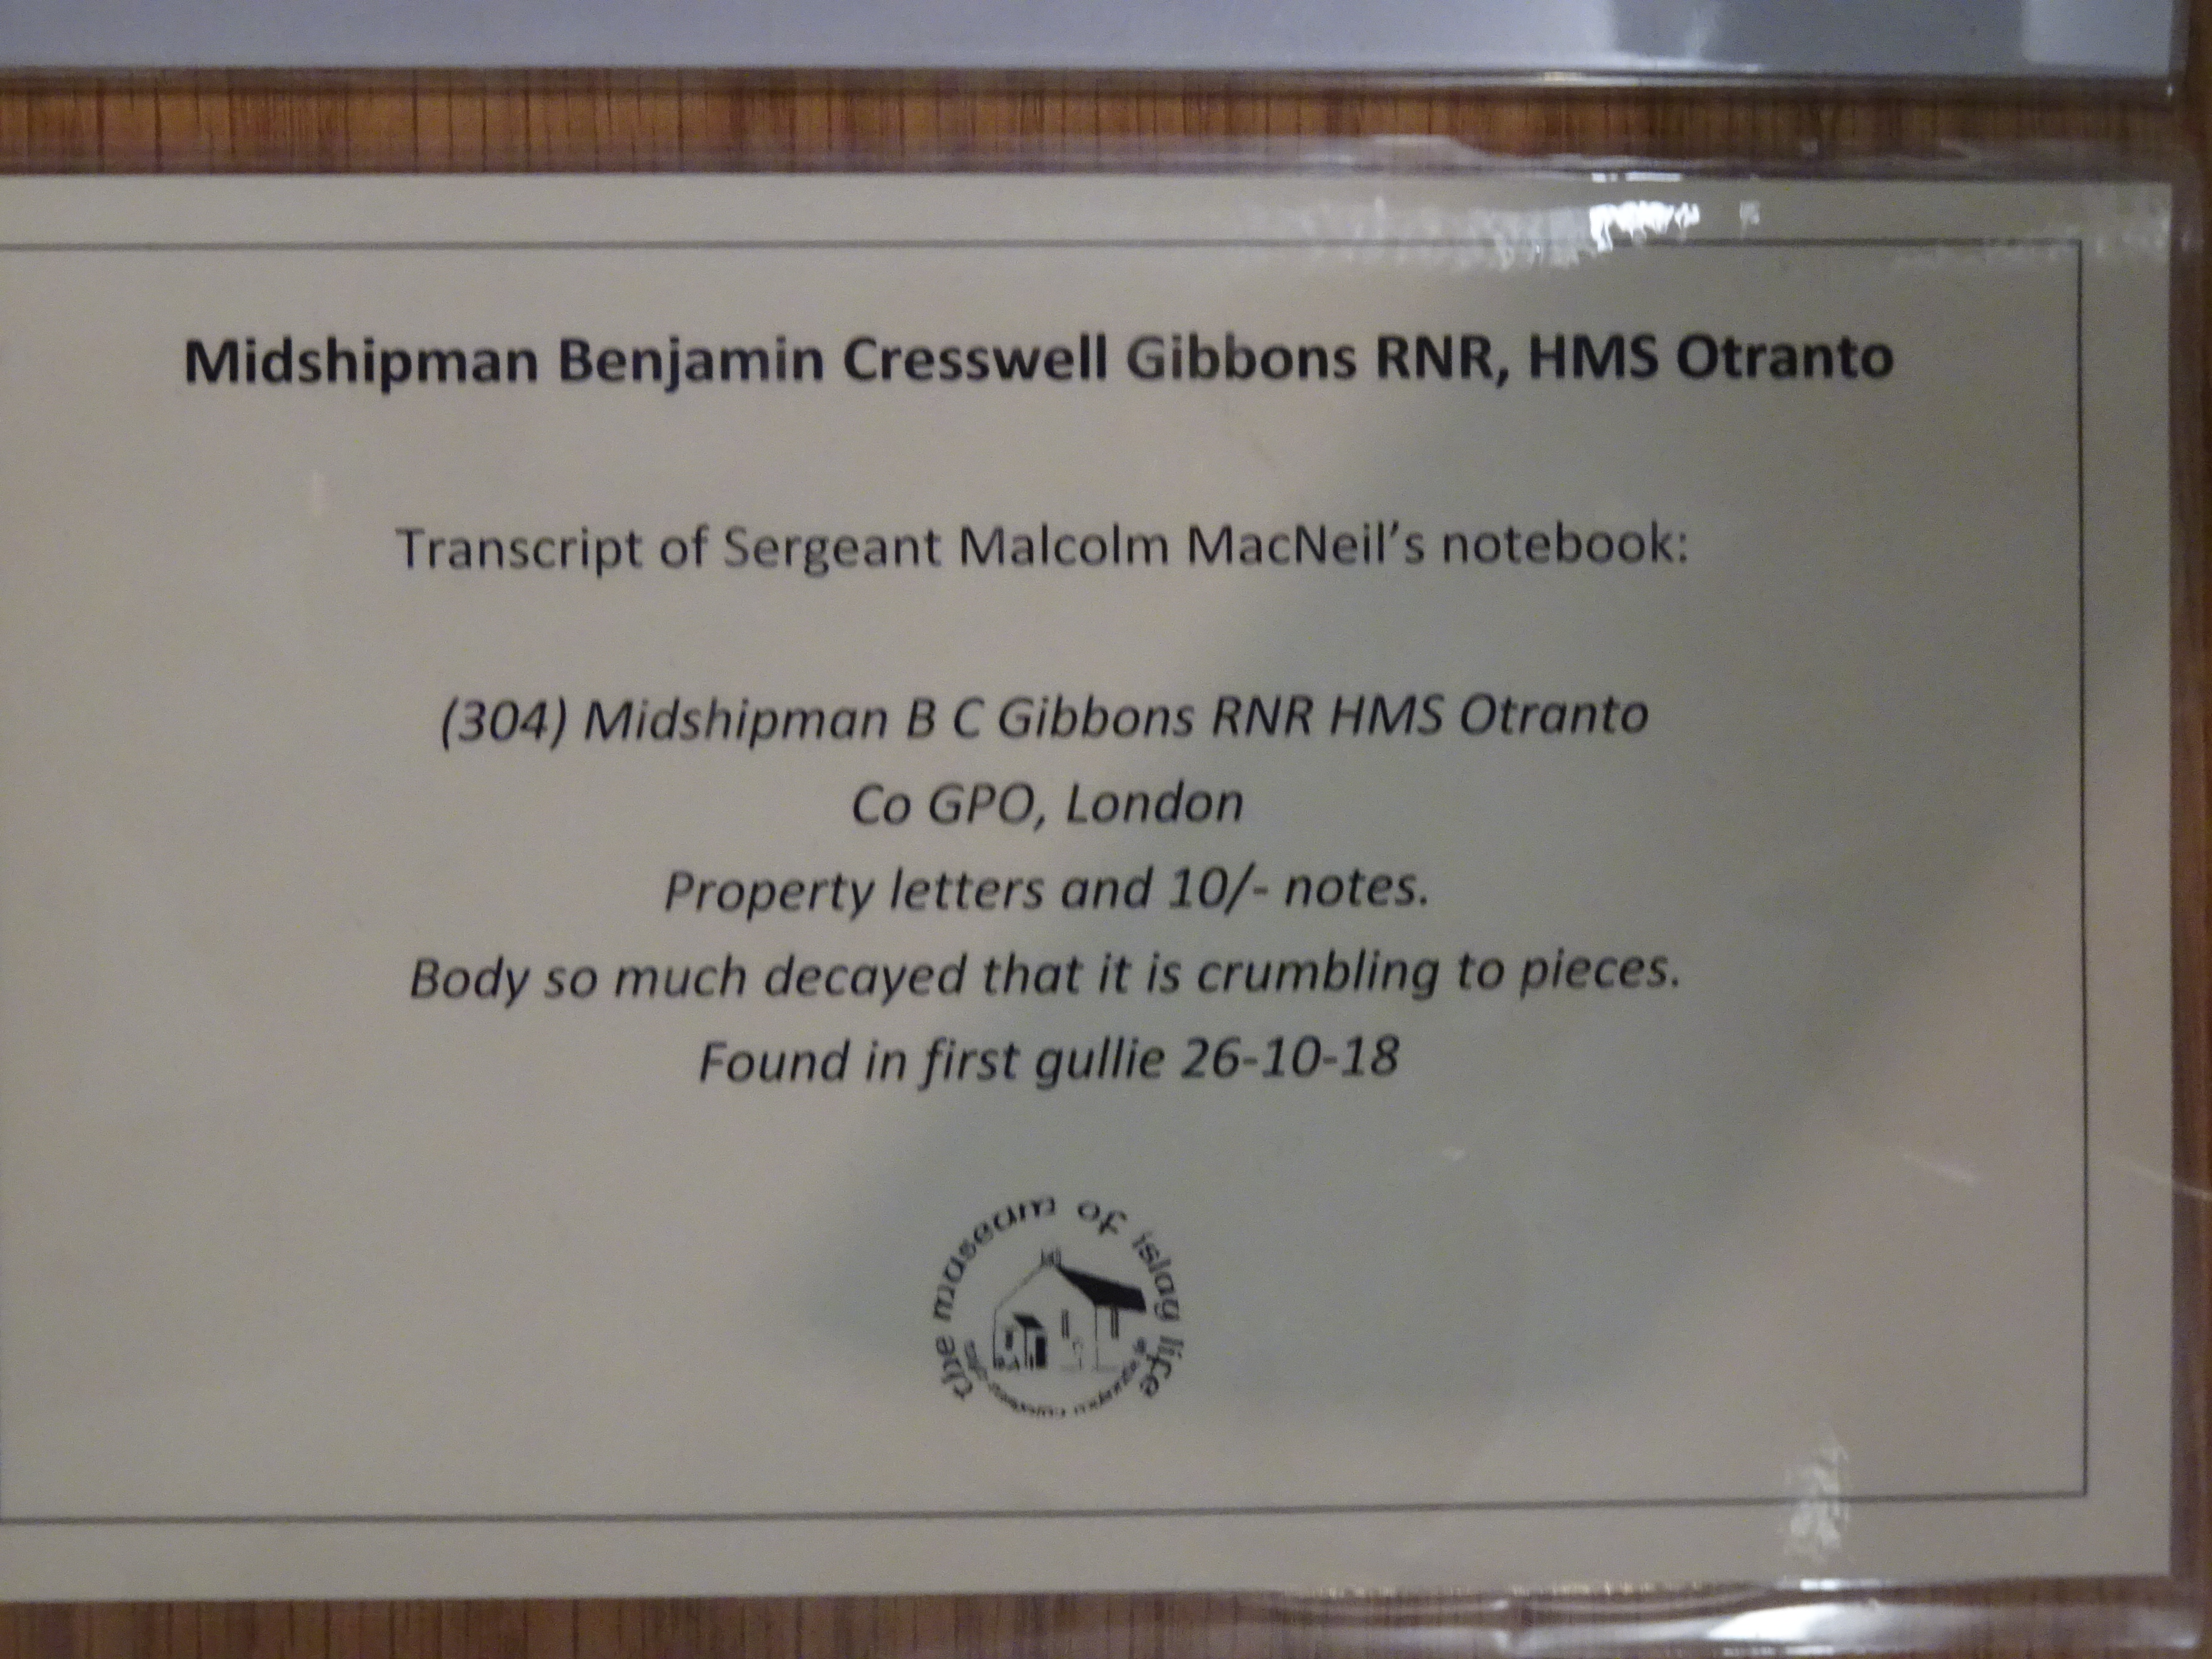 Midshipman Benjamin Cresswell Gibbons RNR, HMS Otranto
Transcript of Sergeant Malcolm MacNeil’s notebook:
(304) Midshipman B C Gibbons RNR HMS Otranto
Co GPO, London
Property letters and 10/- notes.
Body so much decayed that it is crumbling to pieces.
Found in first gullie 26-10-18
the museum of islay life